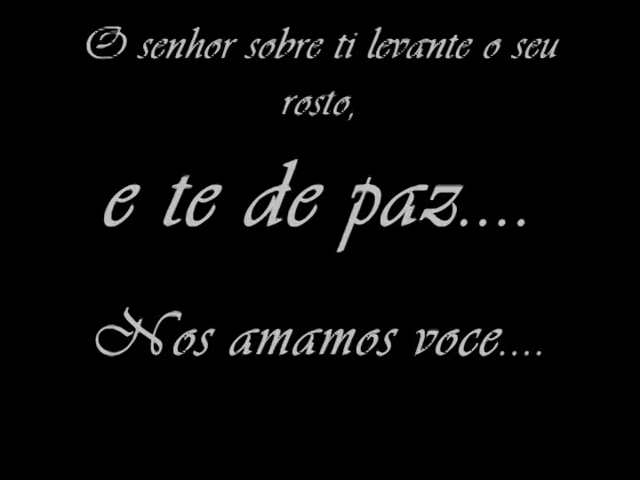 O senhor sobre ti levante o seu
rosto,
e te de paz....
Nos amamos voce....